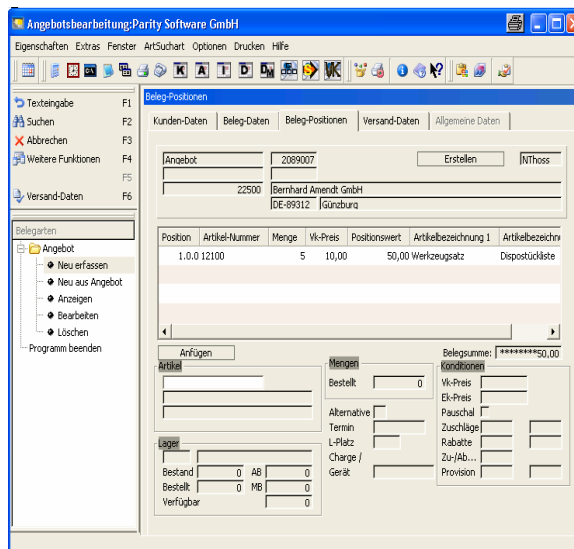 Angebotsbearbeitung:Parity Software GmbH
Eigenschaften Extras Fenster ArtSuchart Optionen Drucken Hilfe
K A I D DM VK
Texteingabe F1
Suchen F2
Abbrechen F3
Weitere Funktionen F4
F5
Versand-Daten F6
Belegarten
Angebot
Neu erfassen
Neu aus Angebot
Anzeigen
Bearbeiten
Löschen
Programm beenden
Beleg-Positionen
Kunden-Daten Beleg-Daten Beleg-Positionen Versand-Daten Allgemeine Daten
Angebot 2089007 Erstellen NThoss
22500 Bernhard Amendt GmbH
DE-89312 Günzburg
Position Artikel-Nummer Menge Vk-Preis Positionswert Artikelbezeichnung 1 Artikelbezeichnu
1.0.0 12100 5 10,00 50,00 Werkzeugsatz Dispostückliste
Anfügen Belegsumme: ********50,00
Artikel
Mengen
Bestellt 0
Alternative
Termin
L-Platz
Charge /
Gerät
Konditionen
Vk-Preis
Ek-Preis
Pauschal
Zuschläge
Rabatte
Zu-/Ab...
Provision
Lager
Bestand 0 AB 0
Bestellt 0 MB 0
Verfügbar 0